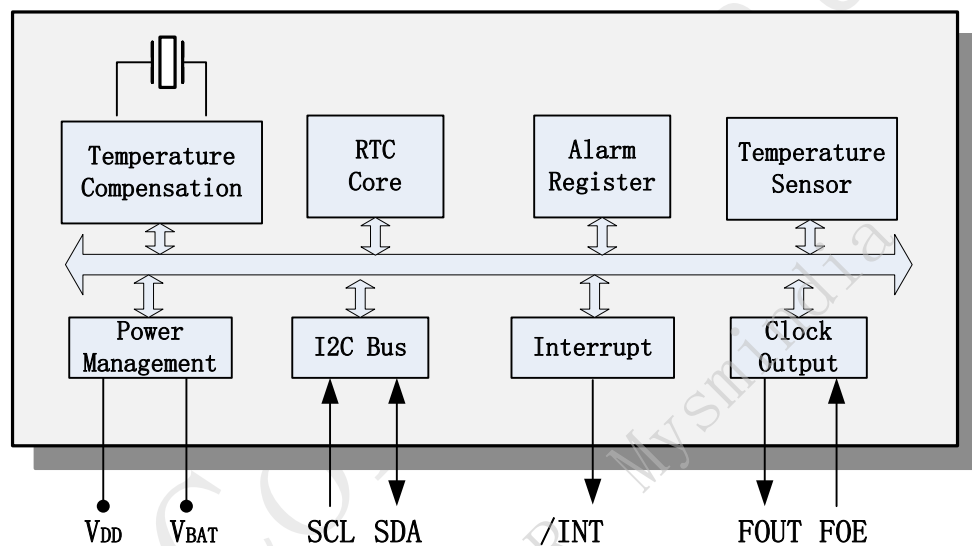 Temperature
Compensation
RTC
Core
Alarm
Register
Temperature
Sensor
Power
Management
I2C Bus
Interrupt
Clock
Output
VDD
VBAT
SCL SDA
/INT
FOUT FOE
Mysmindia